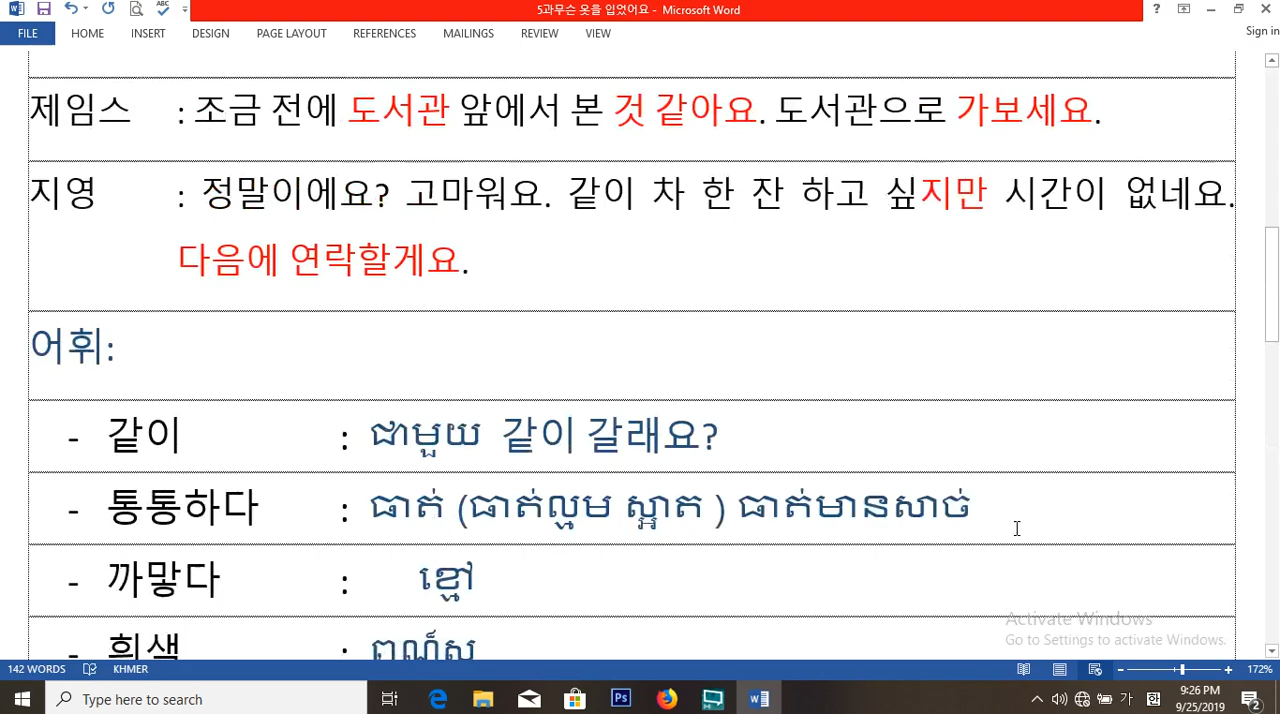 5과무슨 옷을 입었어요 - Microsoft Word
Sign in
FILE HOME INSERT DESIGN PAGE LAYOUT REFERENCES MAILINGS REVIEW VIEW
제임스 : 조금 전에 도서관 앞에서 본 것 같아요. 도서관으로 가보세요.
지영 : 정말이에요? 고마워요. 같이 차 한 잔 하고 싶지만 시간이 없네요.
다음에 연락할게요.
어휘:
- 같이 : ជាមួយ 같이 갈래요?
- 통통하다 : ធាត់ (ធាត់ល្មម ស្អាត ) ធាត់មានសាច់
- 까맣다 : ខ្មៅ
- 흰색 : ពណ៌ស
Activate Windows
Go to Settings to activate Windows.
142 WORDS KHMER 172%
Type here to search
가 한 9:26 PM
9/25/2019
2